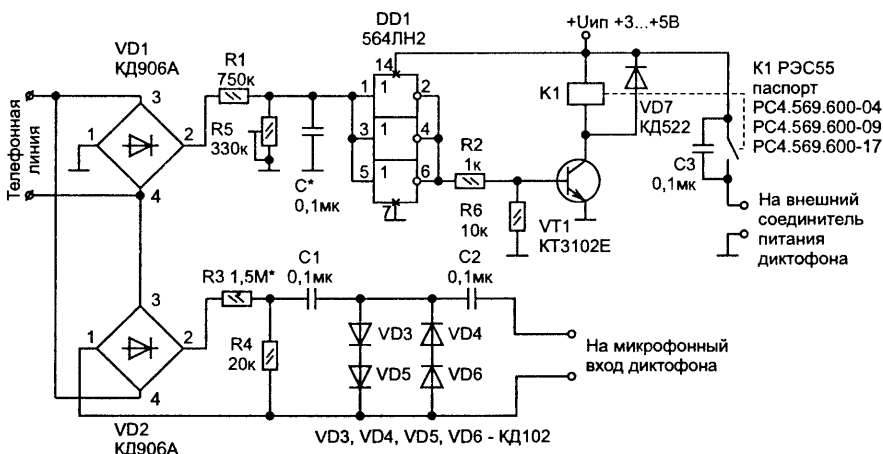 DD1
564ЛН2
+Uип +3...+5В
VD1
КД906А
R1
750к
14
К1 РЭС55
паспорт
РС4.569.600-04
РС4.569.600-09
РС4.569.600-17
Телефонная
линия
3
1
2
4
R5
330к
C*
0,1мк
1
1
2
3
1
4
5
1
6
7
К1
VD7
КД522
R2
1к
R6
10к
VT1
КТ3102Е
C3
0,1мк
На внешний
соединитель
питания
диктофона
R3 1,5М*
C1
0,1мк
C2
0,1мк
3
1
2
4
R4
20к
VD3
VD4
VD5
VD6
На микрофонный
вход диктофона
VD2
КД906А
VD3, VD4, VD5, VD6 - КД102